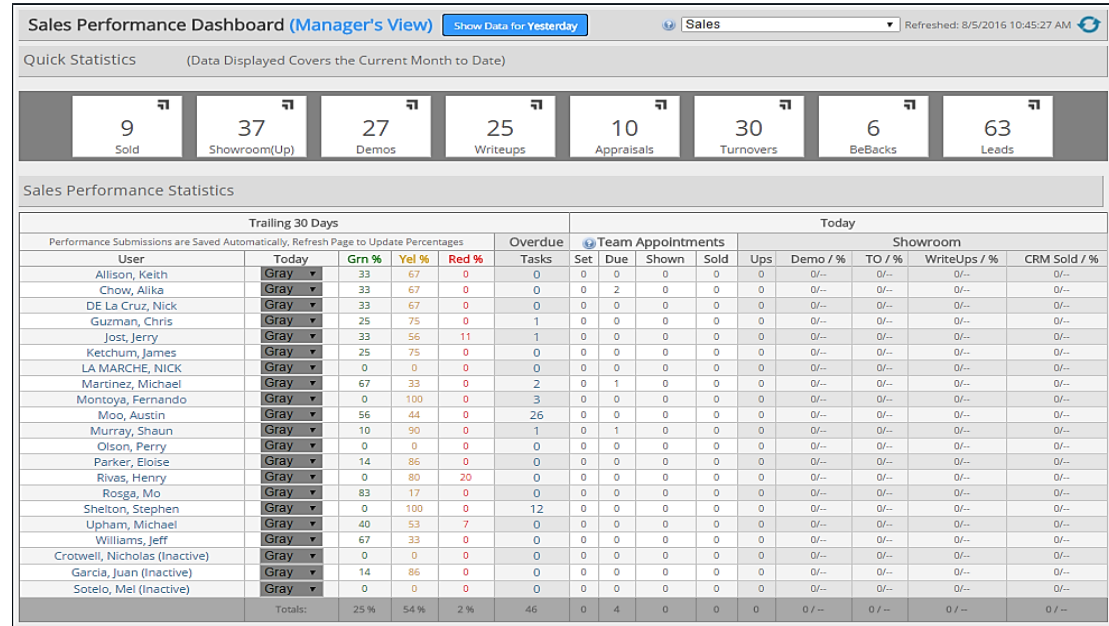 Sales Performance Dashboard (Manager's View) Show Data for Yesterday Sales Refreshed: 8/5/2016 10:45:27 AM
Quick Statistics (Data Displayed Covers the Current Month to Date)
9 37 27 25 10 30 6 63
Sold Showroom(Up) Demos Writeups Appraisals Turnovers BeBacks Leads
Sales Performance Statistics
Trailing 30 Days Today
Performance Submissions are Saved Automatically, Refresh Page to Update Percentages Overdue Team Appointments Showroom
User Today Grn % Yel % Red % Tasks Set Due Shown Sold Ups Demo / % TO / % WriteUps / % CRM Sold / %
Allison, Keith Gray 33 67 0 0 0 0 0 0 0 0/-- 0/-- 0/-- 0/--
Chow, Alika Gray 33 67 0 0 0 2 0 0 0 0/-- 0/-- 0/-- 0/--
DE La Cruz, Nick Gray 33 67 0 0 0 0 0 0 0 0/-- 0/-- 0/-- 0/--
Guzman, Chris Gray 25 75 0 1 0 0 0 0 0 0/-- 0/-- 0/-- 0/--
Jost, Jerry Gray 33 56 11 1 0 0 0 0 0 0/-- 0/-- 0/-- 0/--
Ketchum, James Gray 25 75 0 0 0 0 0 0 0 0/-- 0/-- 0/-- 0/--
LA MARCHE, NICK Gray 0 0 0 0 0 0 0 0 0 0/-- 0/-- 0/-- 0/--
Martinez, Michael Gray 67 33 0 2 0 1 0 0 0 0/-- 0/-- 0/-- 0/--
Montoya, Fernando Gray 0 100 0 3 0 0 0 0 0 0/-- 0/-- 0/-- 0/--
Moo, Austin Gray 56 44 0 26 0 0 0 0 0 0/-- 0/-- 0/-- 0/--
Murray, Shaun Gray 10 90 0 1 0 1 0 0 0 0/-- 0/-- 0/-- 0/--
Olson, Perry Gray 0 0 0 0 0 0 0 0 0 0/-- 0/-- 0/-- 0/--
Parker, Eloise Gray 14 86 0 0 0 0 0 0 0 0/-- 0/-- 0/-- 0/--
Rivas, Henry Gray 0 80 20 0 0 0 0 0 0 0/-- 0/-- 0/-- 0/--
Rosga, Mo Gray 83 17 0 0 0 0 0 0 0 0/-- 0/-- 0/-- 0/--
Shelton, Stephen Gray 0 100 0 12 0 0 0 0 0 0/-- 0/-- 0/-- 0/--
Upham, Michael Gray 40 53 7 0 0 0 0 0 0 0/-- 0/-- 0/-- 0/--
Williams, Jeff Gray 67 33 0 0 0 0 0 0 0 0/-- 0/-- 0/-- 0/--
Crotwell, Nicholas (Inactive) Gray 0 0 0 0 0 0 0 0 0 0/-- 0/-- 0/-- 0/--
Garcia, Juan (Inactive) Gray 14 86 0 0 0 0 0 0 0 0/-- 0/-- 0/-- 0/--
Sotelo, Mel (Inactive) Gray 0 0 0 0 0 0 0 0 0 0/-- 0/-- 0/-- 0/--
Totals: 25 % 54 % 2 % 46 0 4 0 0 0 0 / -- 0 / -- 0 / -- 0 / --